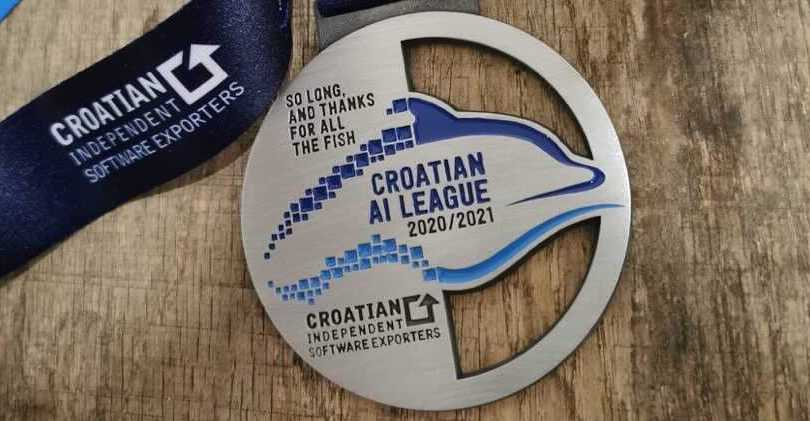 CROATIAN
INDEPENDENT
SOFTWARE EXPORTERS
SO LONG,
AND THANKS
FOR ALL
THE FISH
CROATIAN
AI LEAGUE
2020/2021
CROATIAN
INDEPENDENT
SOFTWARE EXPORTERS